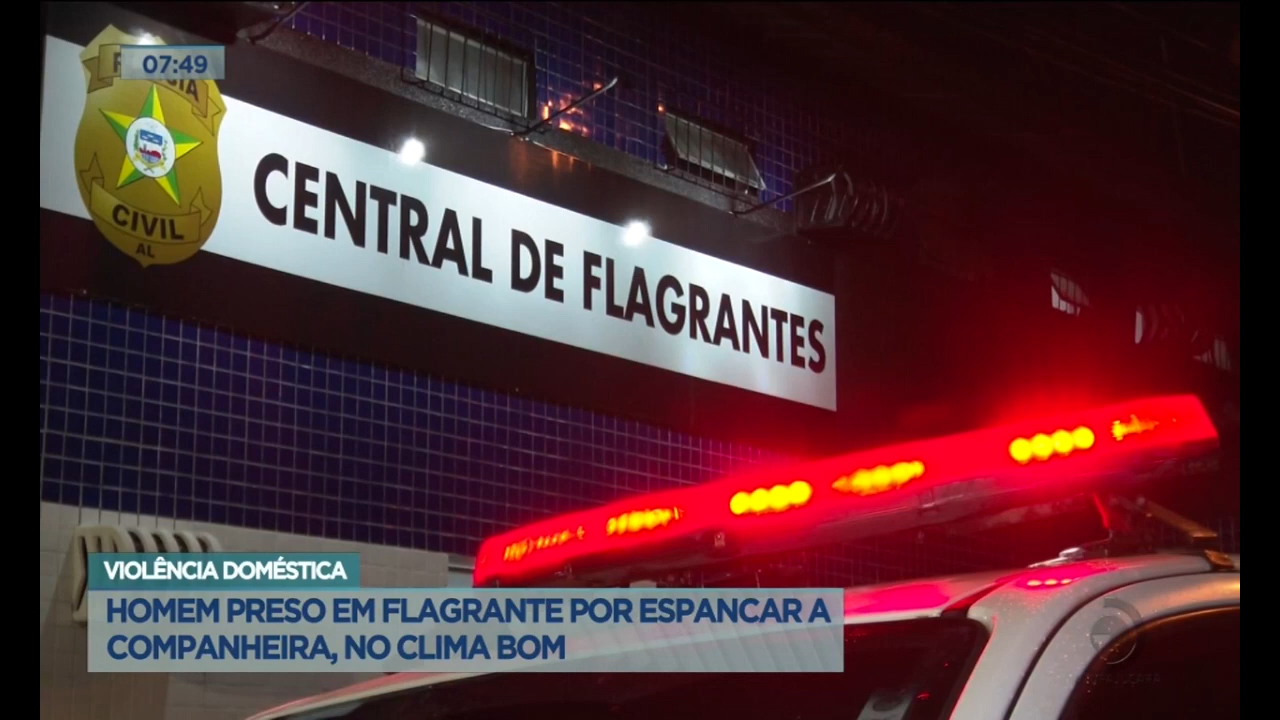 07:49
POLÍCIA
CIVIL
AL
CENTRAL DE FLAGRANTES
VIOLÊNCIA DOMÉSTICA
HOMEM PRESO EM FLAGRANTE POR ESPANCAR A
COMPANHEIRA, NO CLIMA BOM